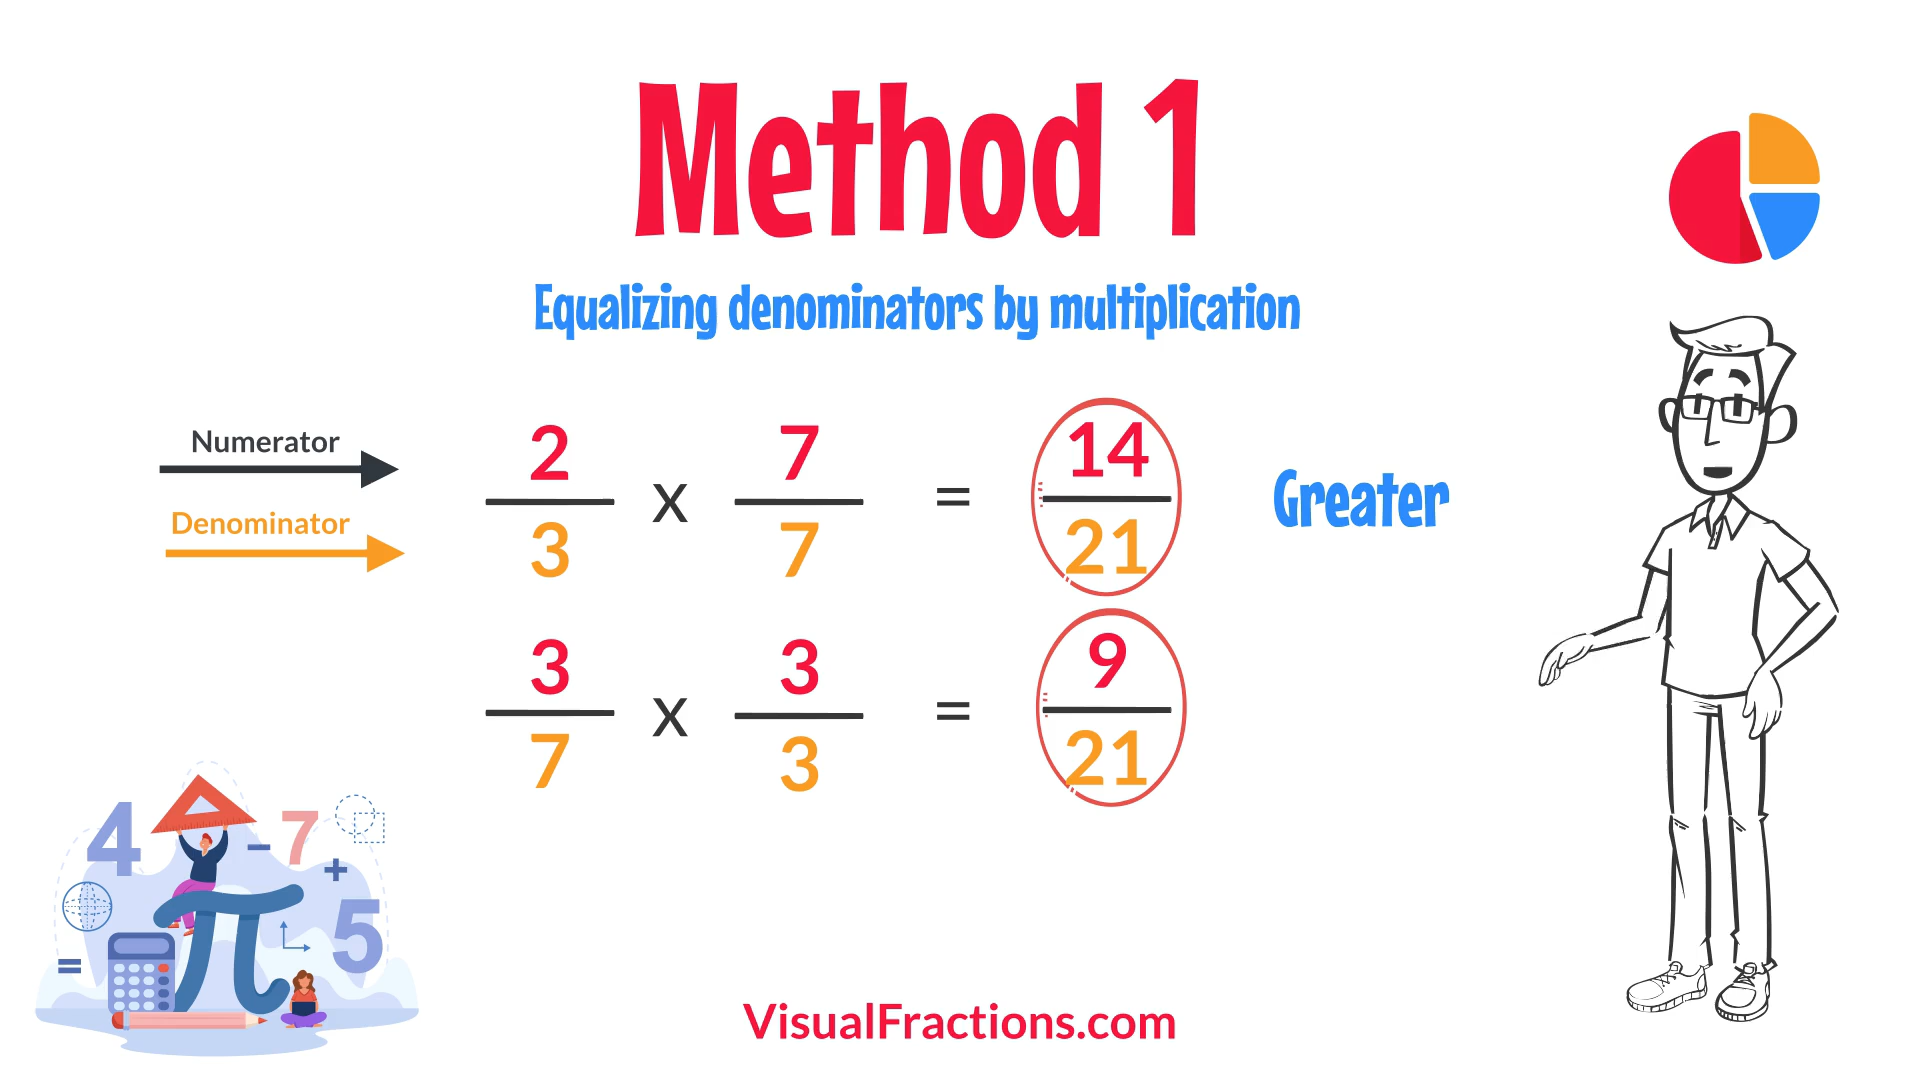 Method 1
Equalizing denominators by multiplication
Numerator
Denominator
2/3 x 7/7 = 14/21 Greater
3/7 x 3/3 = 9/21
4 - 7 +
π 5
=
VisualFractions.com